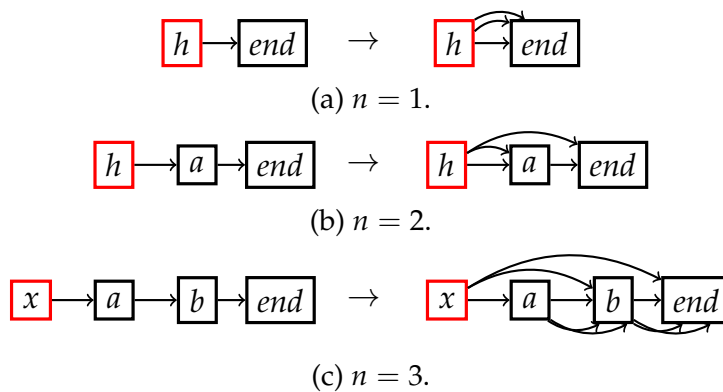 h end → h end
(a) n = 1.
h a end → h a end
(b) n = 2.
x a b end → x a b end
(c) n = 3.